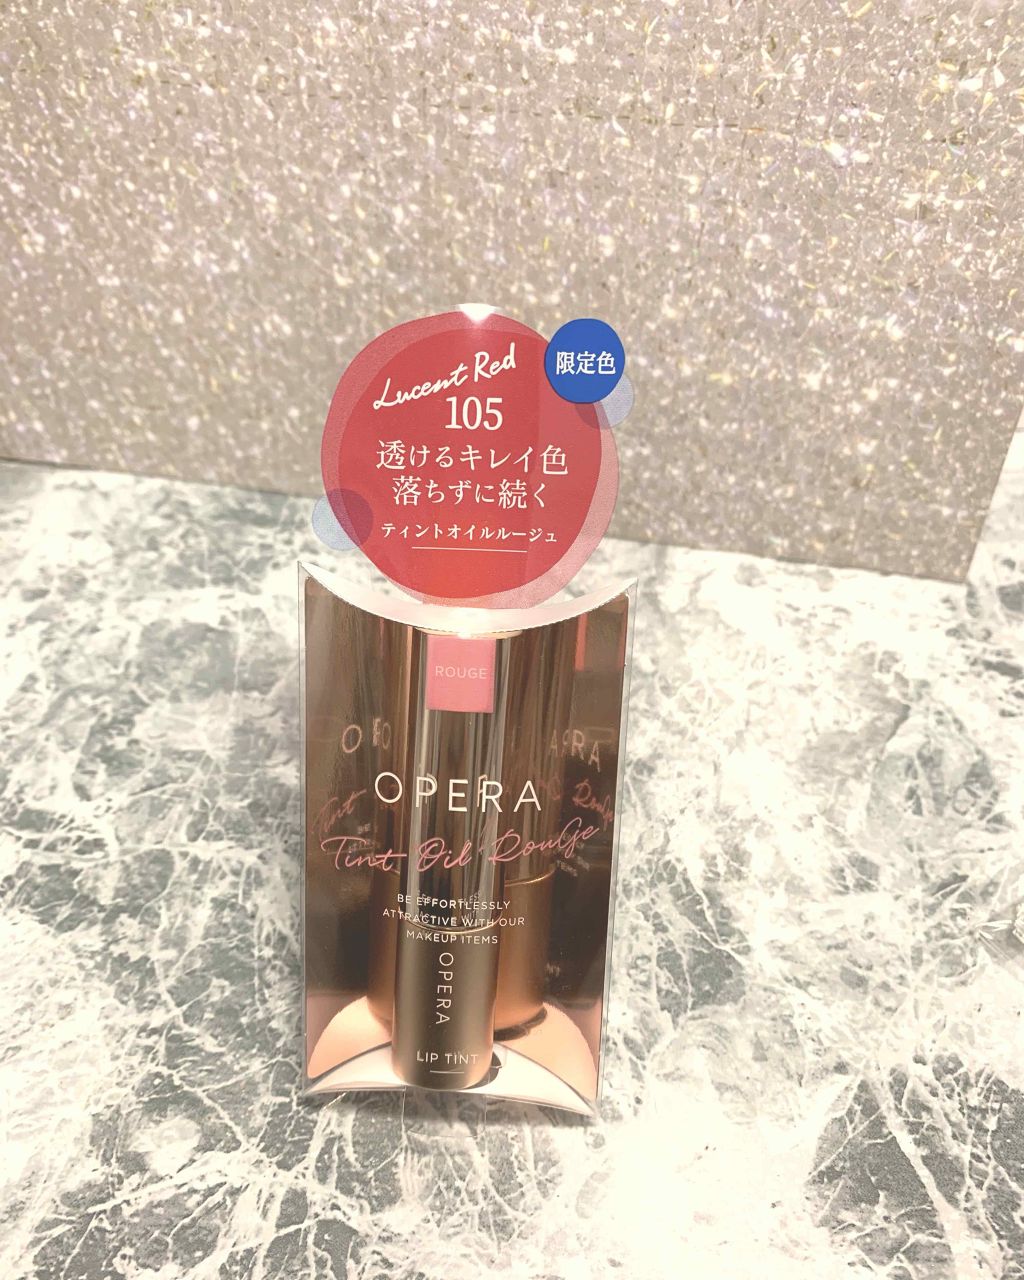 Lucent Red
限定色
105
透けるキレイ色
落ちずに続く
ティントオイルルージュ
ROUGE
OPERA
Tint Oil Rouge
BE EFFORTLESSLY
ATTRACTIVE WITH OUR
MAKEUP ITEMS
OPERA
LIP TINT